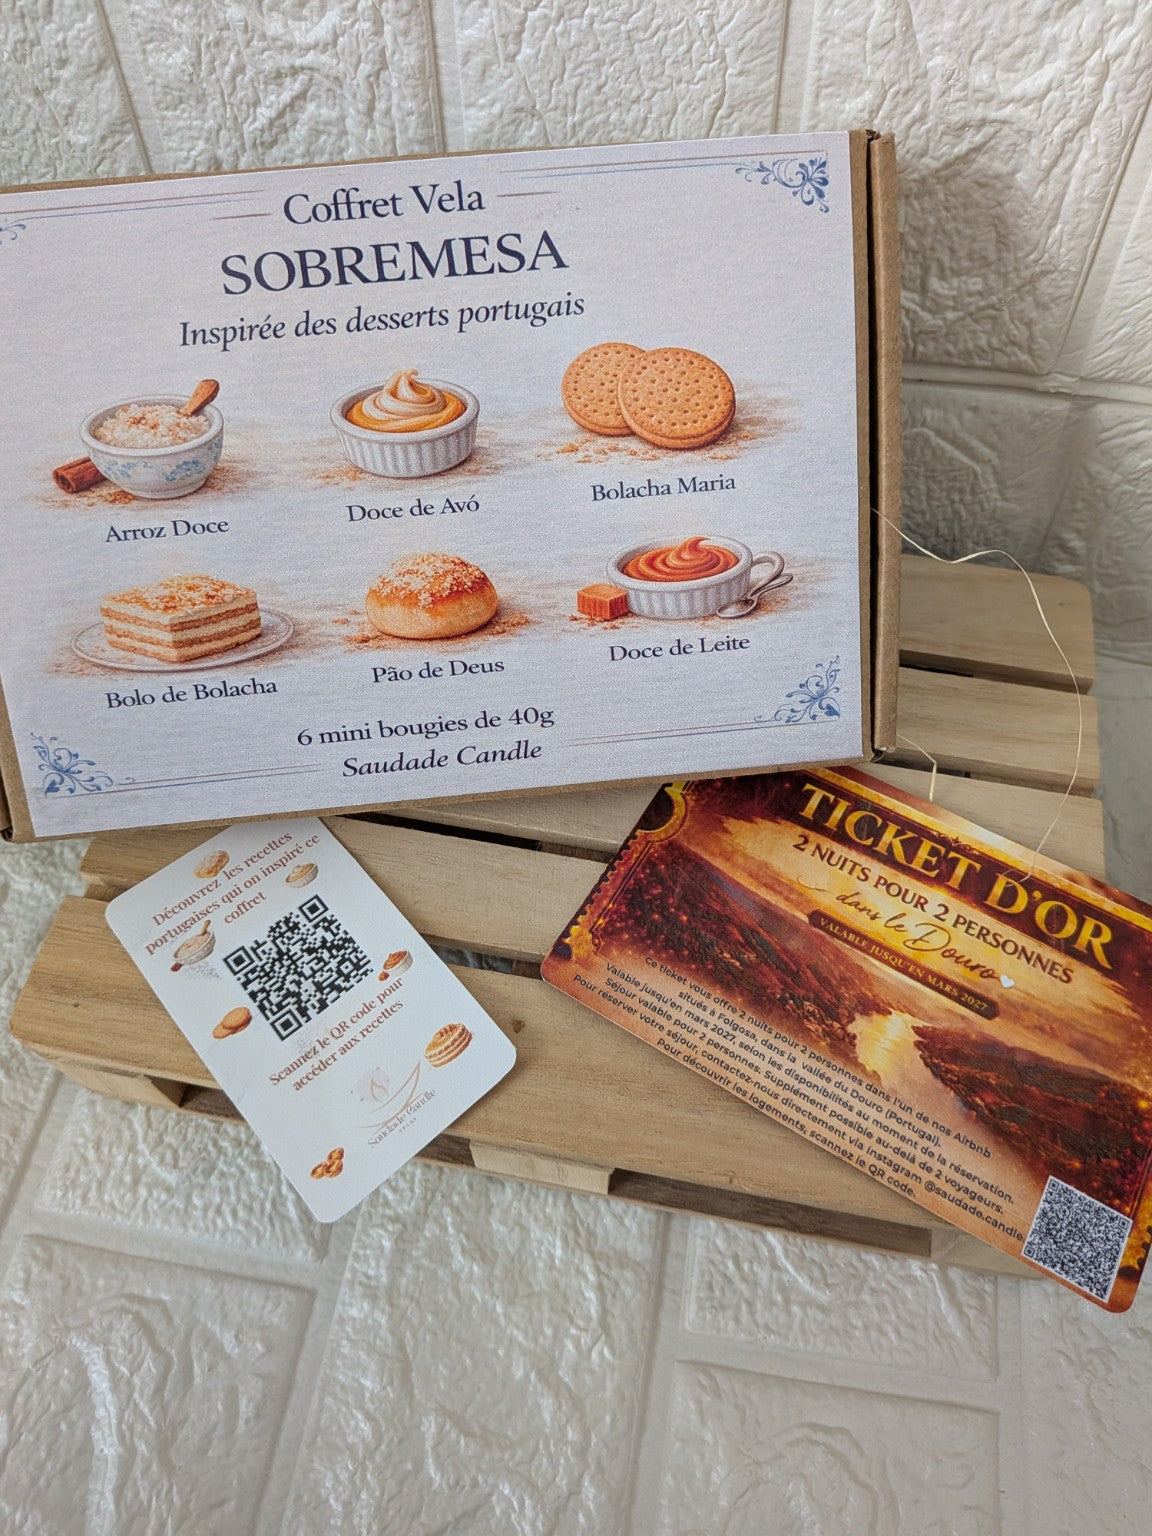 Coffret Vela
SOBREMESA
Inspirée des desserts portugais
Arroz Doce
Doce de Avó
Bolacha Maria
Bolo de Bolacha
Pão de Deus
Doce de Leite
6 mini bougies de 40g
Saudade Candle
Découvrez les recettes
portugaises qui on inspiré ce
coffret
Scannez le QR code pour
accéder aux recettes
Saudade Candle
TICKET D'OR
2 NUITS POUR 2 PERSONNES
dans le Douro
VALABLE JUSQU'EN MARS 2027
Ce ticket vous offre 2 nuits pour 2 personnes dans l'un de nos Airbnb
situés à Folgosa, dans la vallée du Douro (Portugal).
Valable jusqu'en mars 2027, selon les disponibilités au moment de la réservation.
Séjour valable pour 2 personnes. Supplément possible au-delà de 2 voyageurs.
Pour réserver votre séjour, contactez-nous directement via Instagram @saudade.candle
Pour découvrir les logements, scannez le QR code.